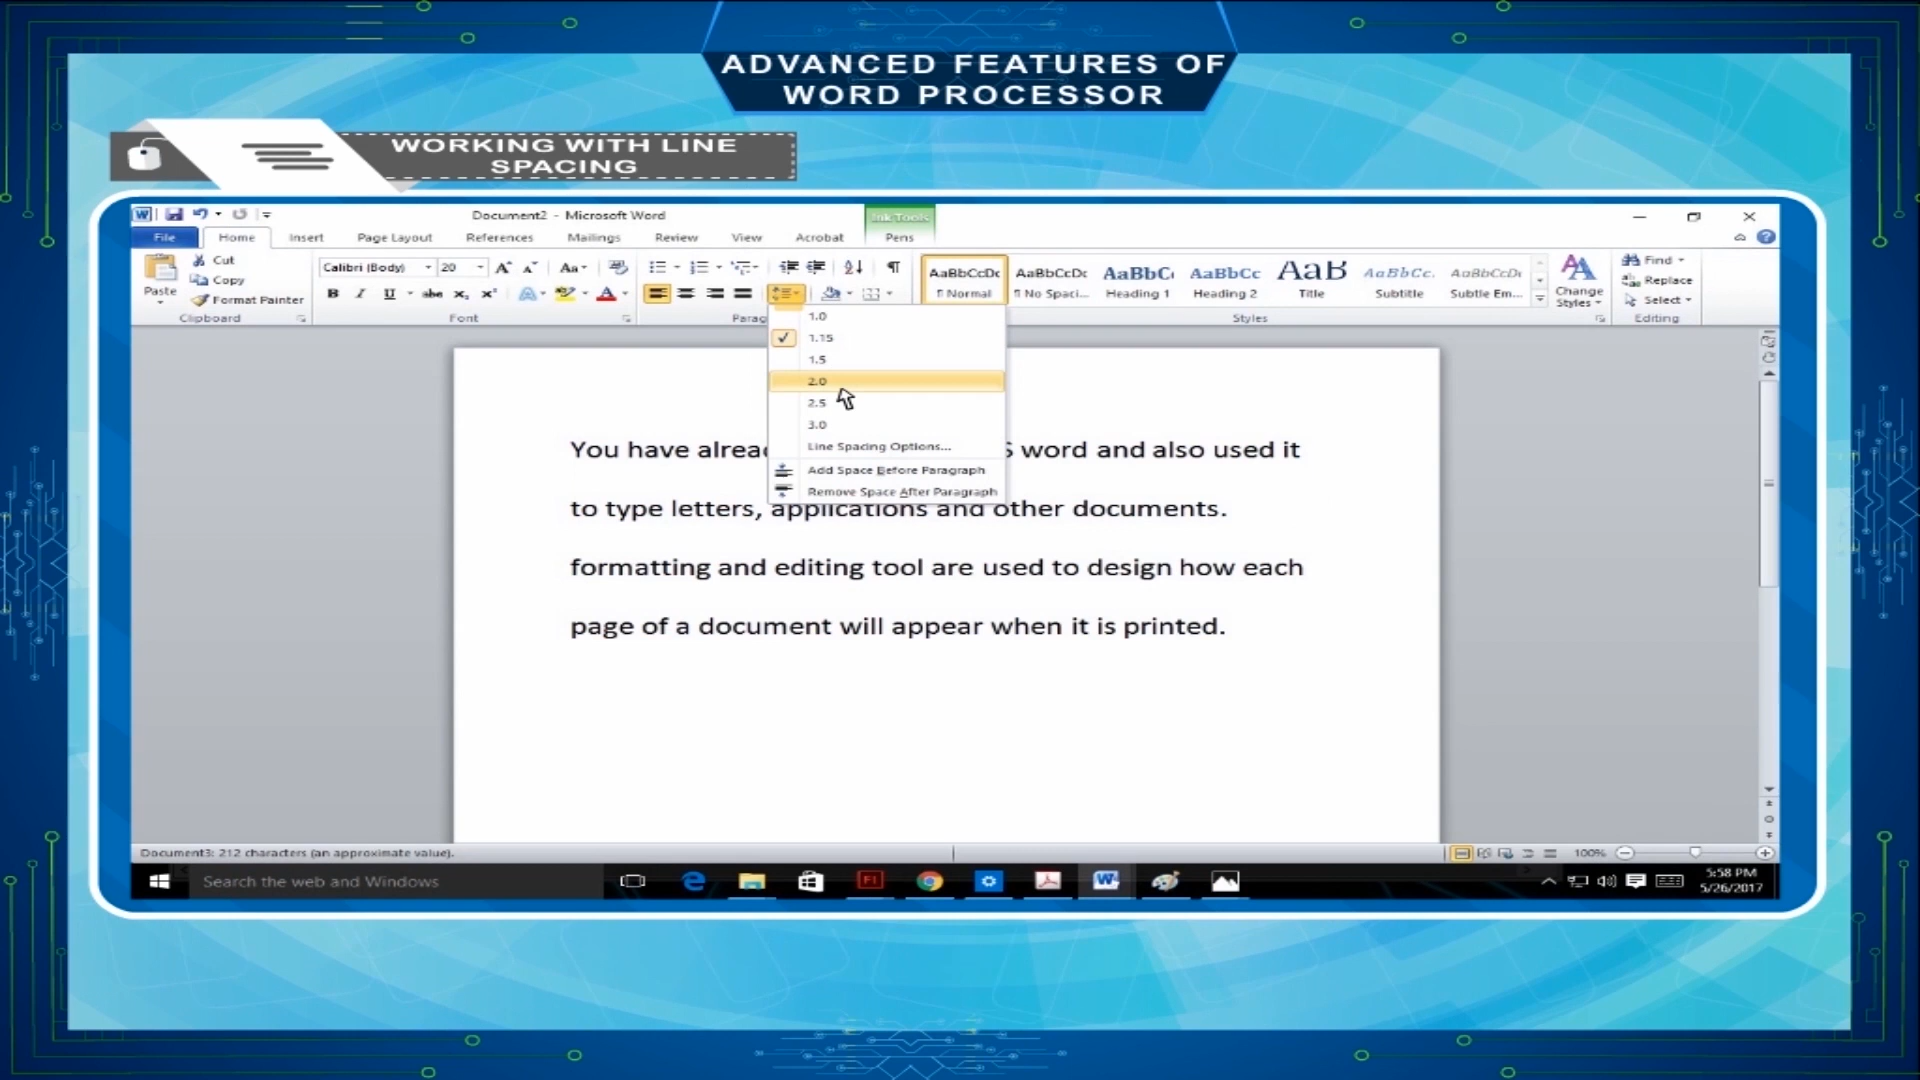 ADVANCED FEATURES OF
WORD PROCESSOR
WORKING WITH LINE
SPACING
Document2 - Microsoft Word
Ink Tools
File Home Insert Page Layout References Mailings Review View Acrobat Pens
Paste
Cut
Copy
Format Painter
Clipboard
Calibri (Body) 20
Font
Parag
AaBbCcDc AaBbCcDc AaBbC AaBbCc AaB AaBbCc. AaBbCcDi
¶ Normal ¶ No Spaci... Heading 1 Heading 2 Title Subtitle Subtle Em...
Change
Styles
Styles
Find
Replace
Select
Editing
1.0
1.15
1.5
2.0
2.5
3.0
Line Spacing Options...
Add Space Before Paragraph
Remove Space After Paragraph
You have word and also used it
to type letters, applications and other documents.
formatting and editing tool are used to design how each
page of a document will appear when it is printed.
Document3: 212 characters (an approximate value).
100%
Search the web and Windows
5:58 PM
5/26/2017